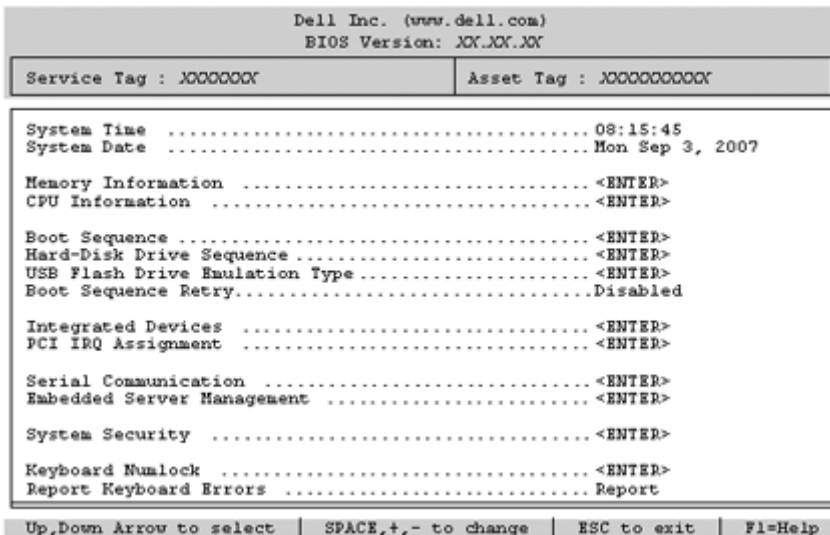 Dell Inc. (www.dell.com)
BIOS Version: XX.XX.XX
Service Tag : XXXXXXX
Asset Tag : XXXXXXXXXX
System Time ........................................ 08:15:45
System Date ........................................ Mon Sep 3, 2007
Memory Information ................................. <ENTER>
CPU Information .................................... <ENTER>
Boot Sequence ....................................... <ENTER>
Hard-Disk Drive Sequence ............................ <ENTER>
USB Flash Drive Emulation Type ...................... <ENTER>
Boot Sequence Retry.................................. Disabled
Integrated Devices ................................. <ENTER>
PCI IRQ Assignment ................................. <ENTER>
Serial Communication ............................... <ENTER>
Embedded Server Management ......................... <ENTER>
System Security .................................... <ENTER>
Keyboard Numlock ................................... <ENTER>
Report Keyboard Errors ............................. Report
Up,Down Arrow to select | SPACE,+,- to change | ESC to exit | F1=Help